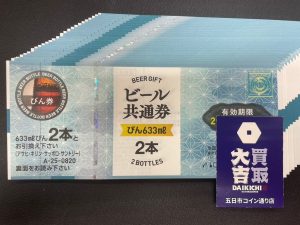 BEER GIFT
ビール
共通券
びん633㎖
2本
2BOTTLES
びん券
633㎖びん2本と
お引換え下さい
(アサヒ・キリン・サッポロ・サントリー)
A-25-0820
裏面をお読み下さい
有効期限
買取
大吉
DAIKICHI
五日市コイン通り店